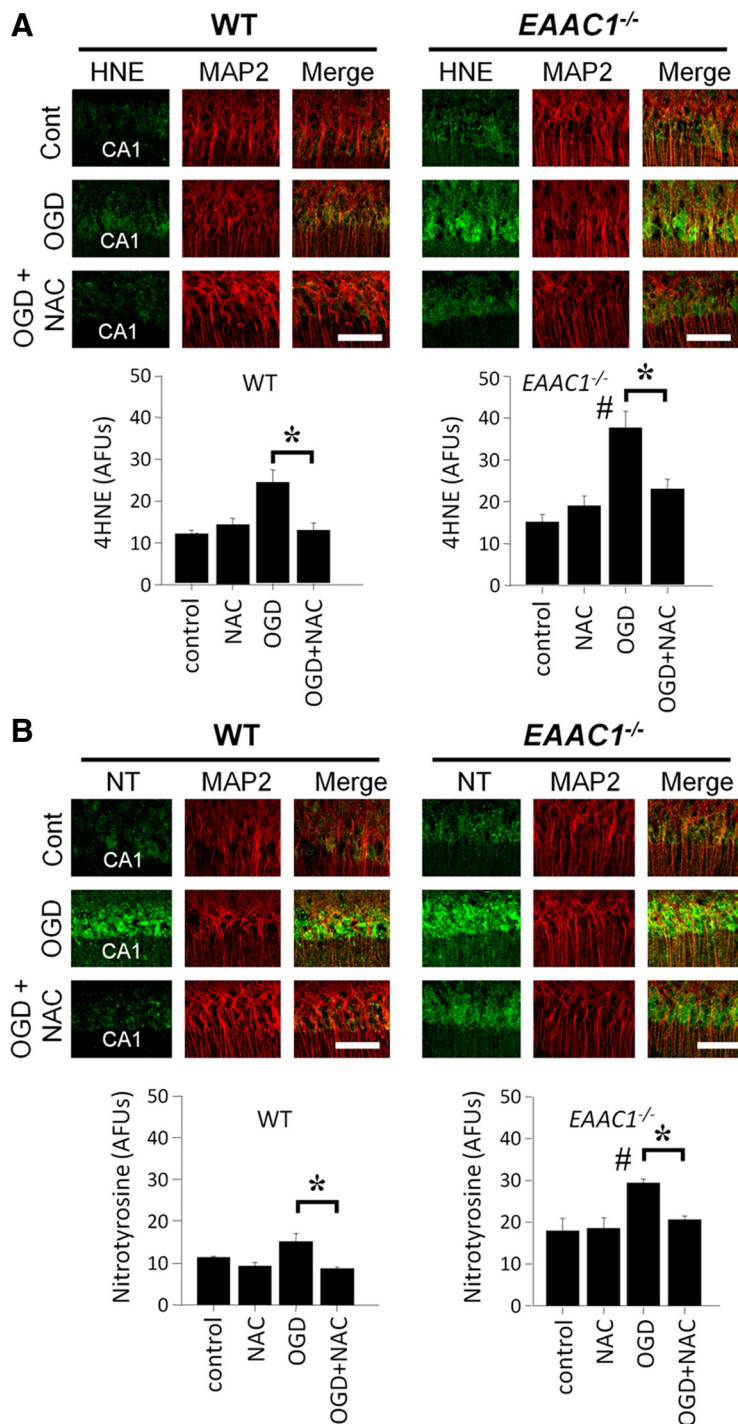 A
WT
EAAC1-/-
HNE MAP2 Merge
HNE MAP2 Merge
Cont
CA1
OGD
CA1
OGD +
NAC
CA1
WT
*
4HNE (AFUs)
50
40
30
20
10
0
control
NAC
OGD
OGD+NAC
EAAC1-/-
#
*
4HNE (AFUs)
50
40
30
20
10
0
control
NAC
OGD
OGD+NAC
B
WT
EAAC1-/-
NT MAP2 Merge
NT MAP2 Merge
Cont
CA1
OGD
CA1
OGD +
NAC
CA1
WT
*
Nitrotyrosine (AFUs)
50
40
30
20
10
0
control
NAC
OGD
OGD+NAC
EAAC1-/-
#
*
Nitrotyrosine (AFUs)
50
40
30
20
10
0
control
NAC
OGD
OGD+NAC